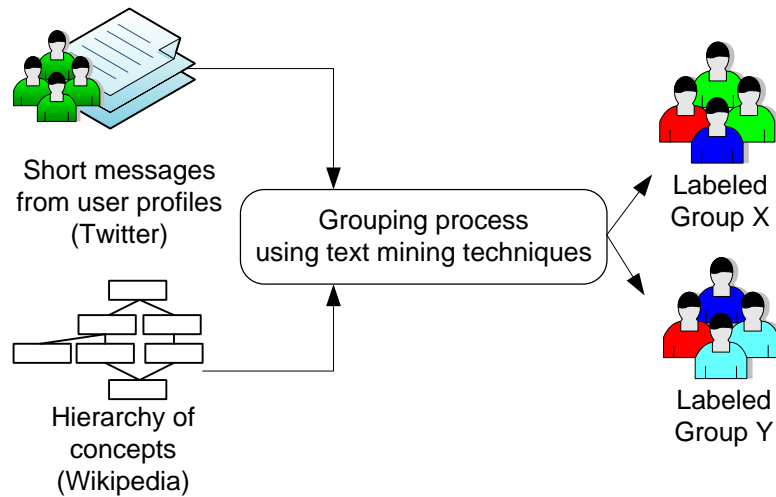 Short messages
from user profiles
(Twitter)
Hierarchy of
concepts
(Wikipedia)
Grouping process
using text mining techniques
Labeled
Group X
Labeled
Group Y